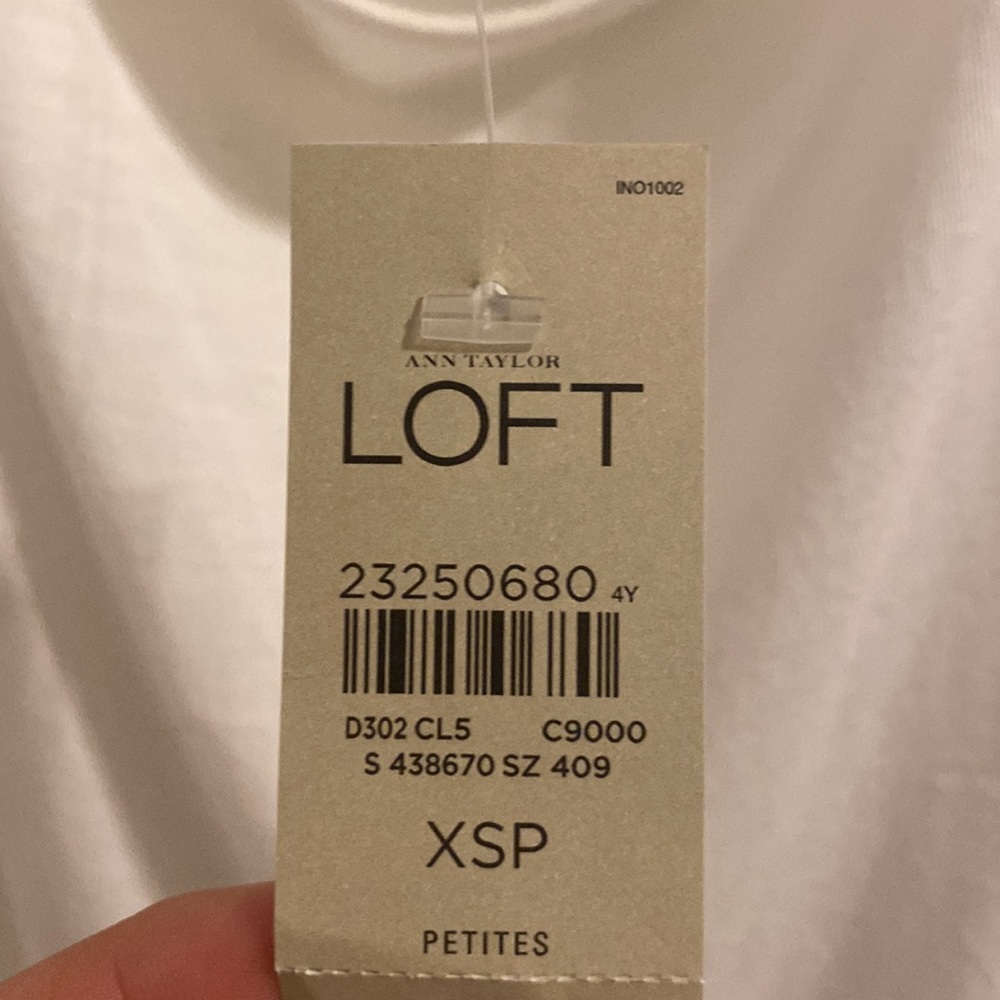 INO1002
ANN TAYLOR
LOFT
23250680 4Y
D302 CL5 C9000
S 438670 SZ 409
XSP
PETITES